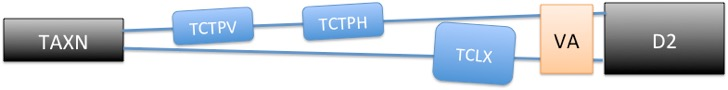 TAXN
TCTPV
TCTPH
TCLX
VA
D2